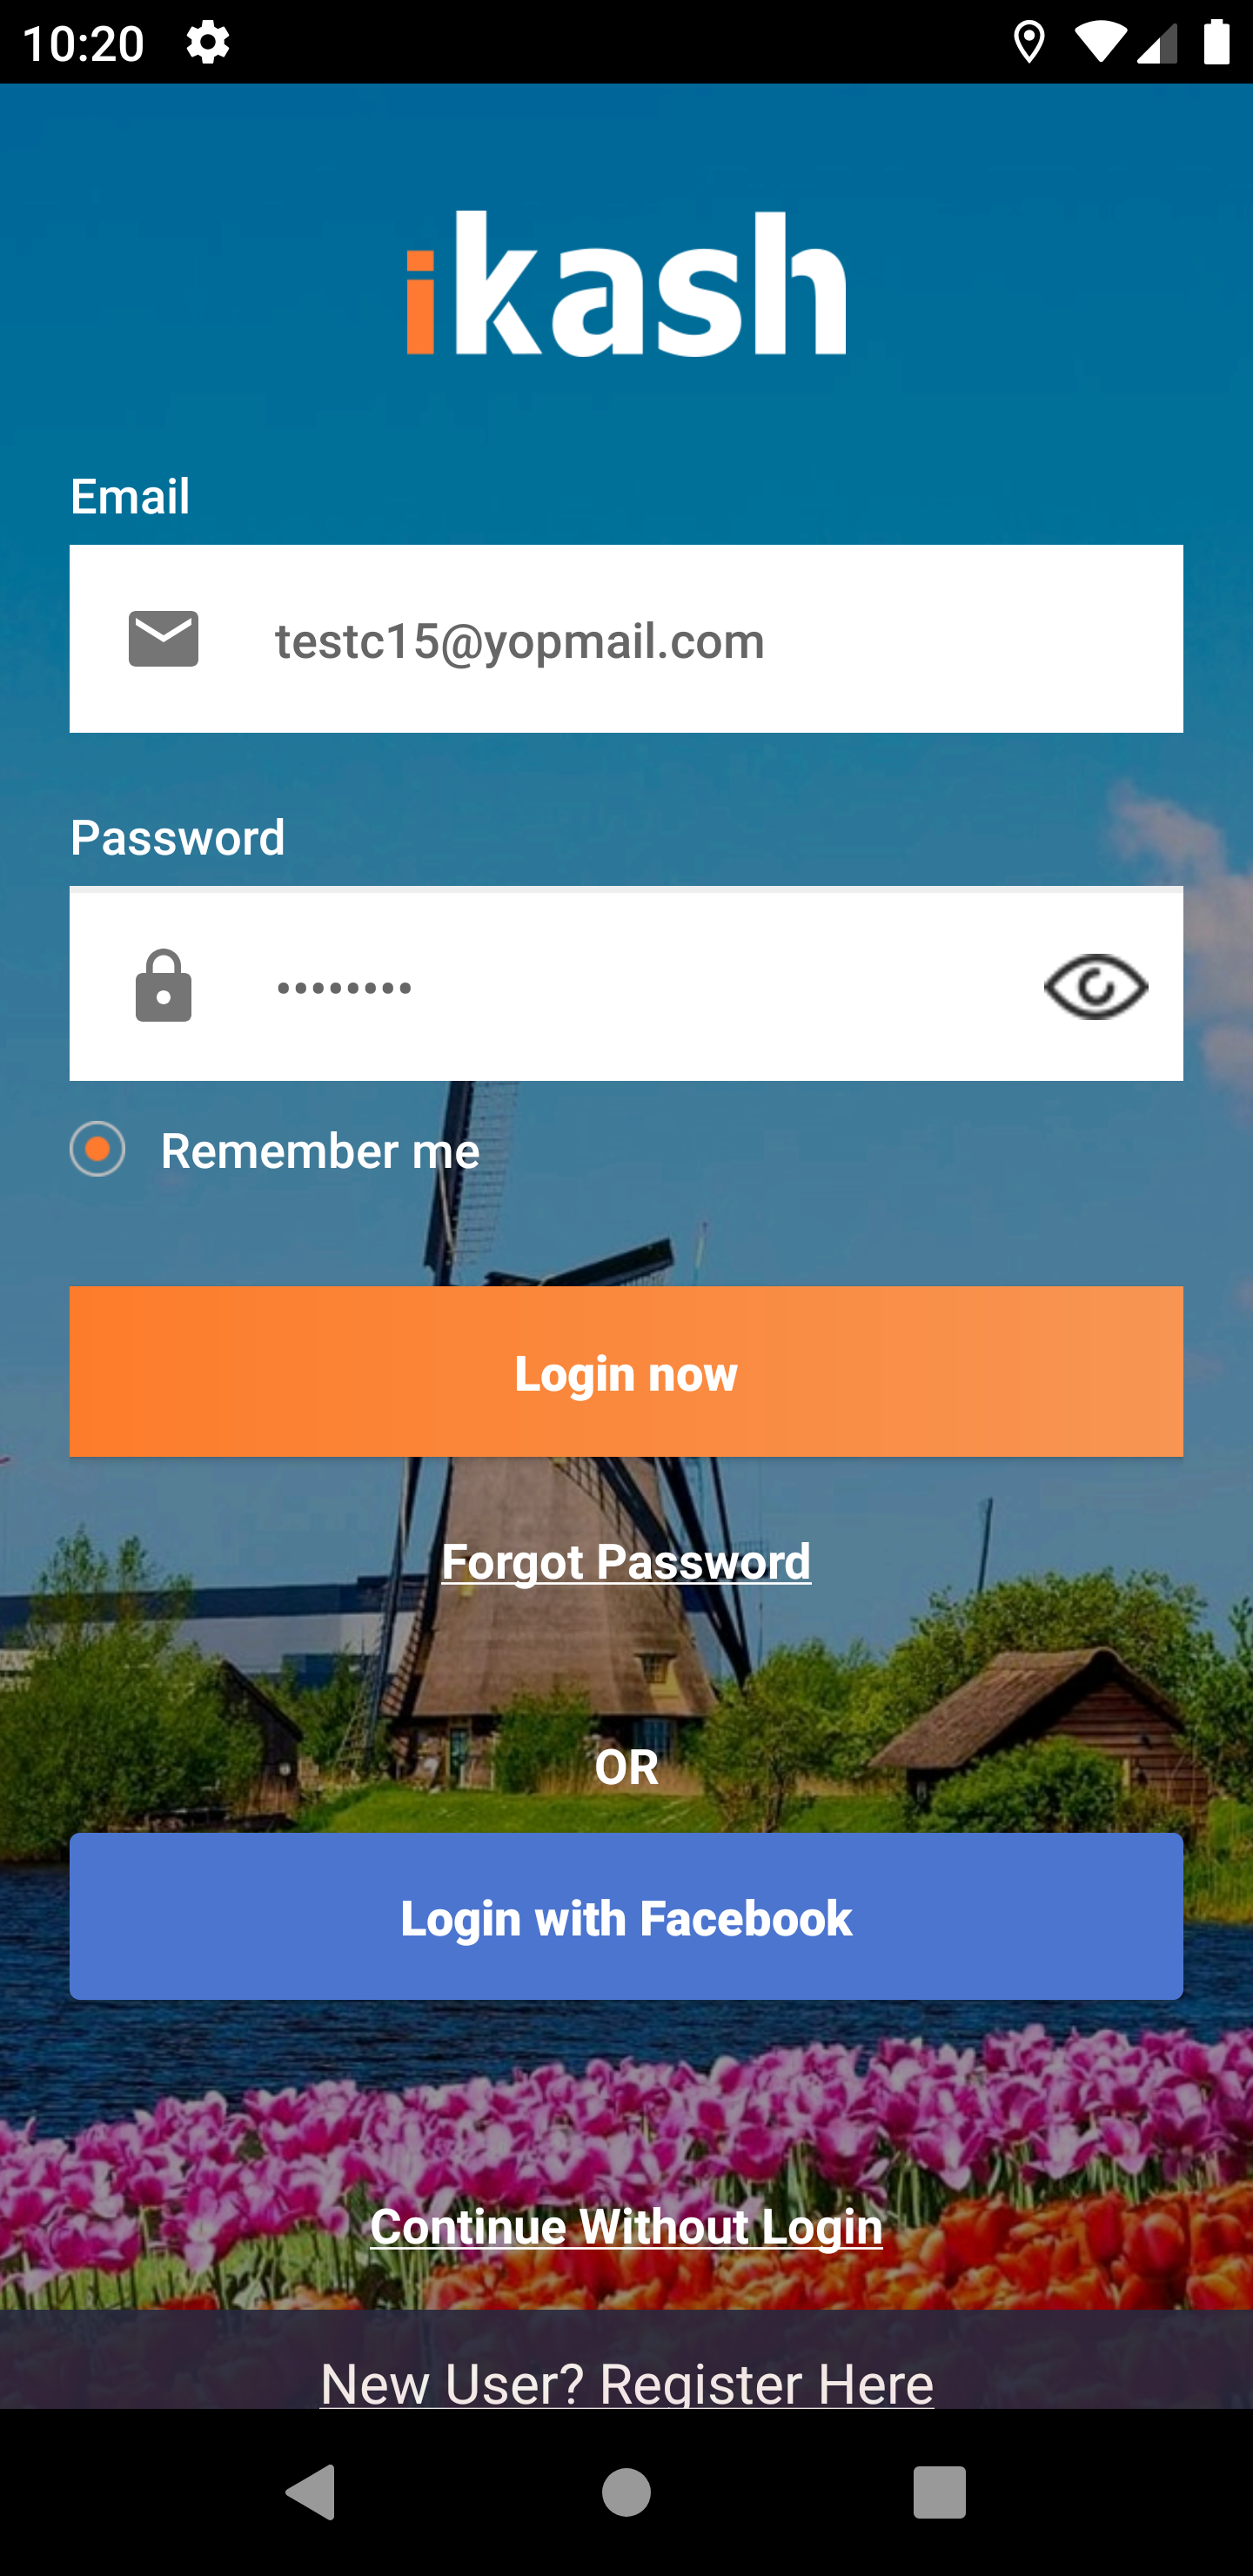 10:20
ikash
Email
testc15@yopmail.com
Password
••••••••
Remember me
Login now
Forgot Password
OR
Login with Facebook
Continue Without Login
New User? Register Here